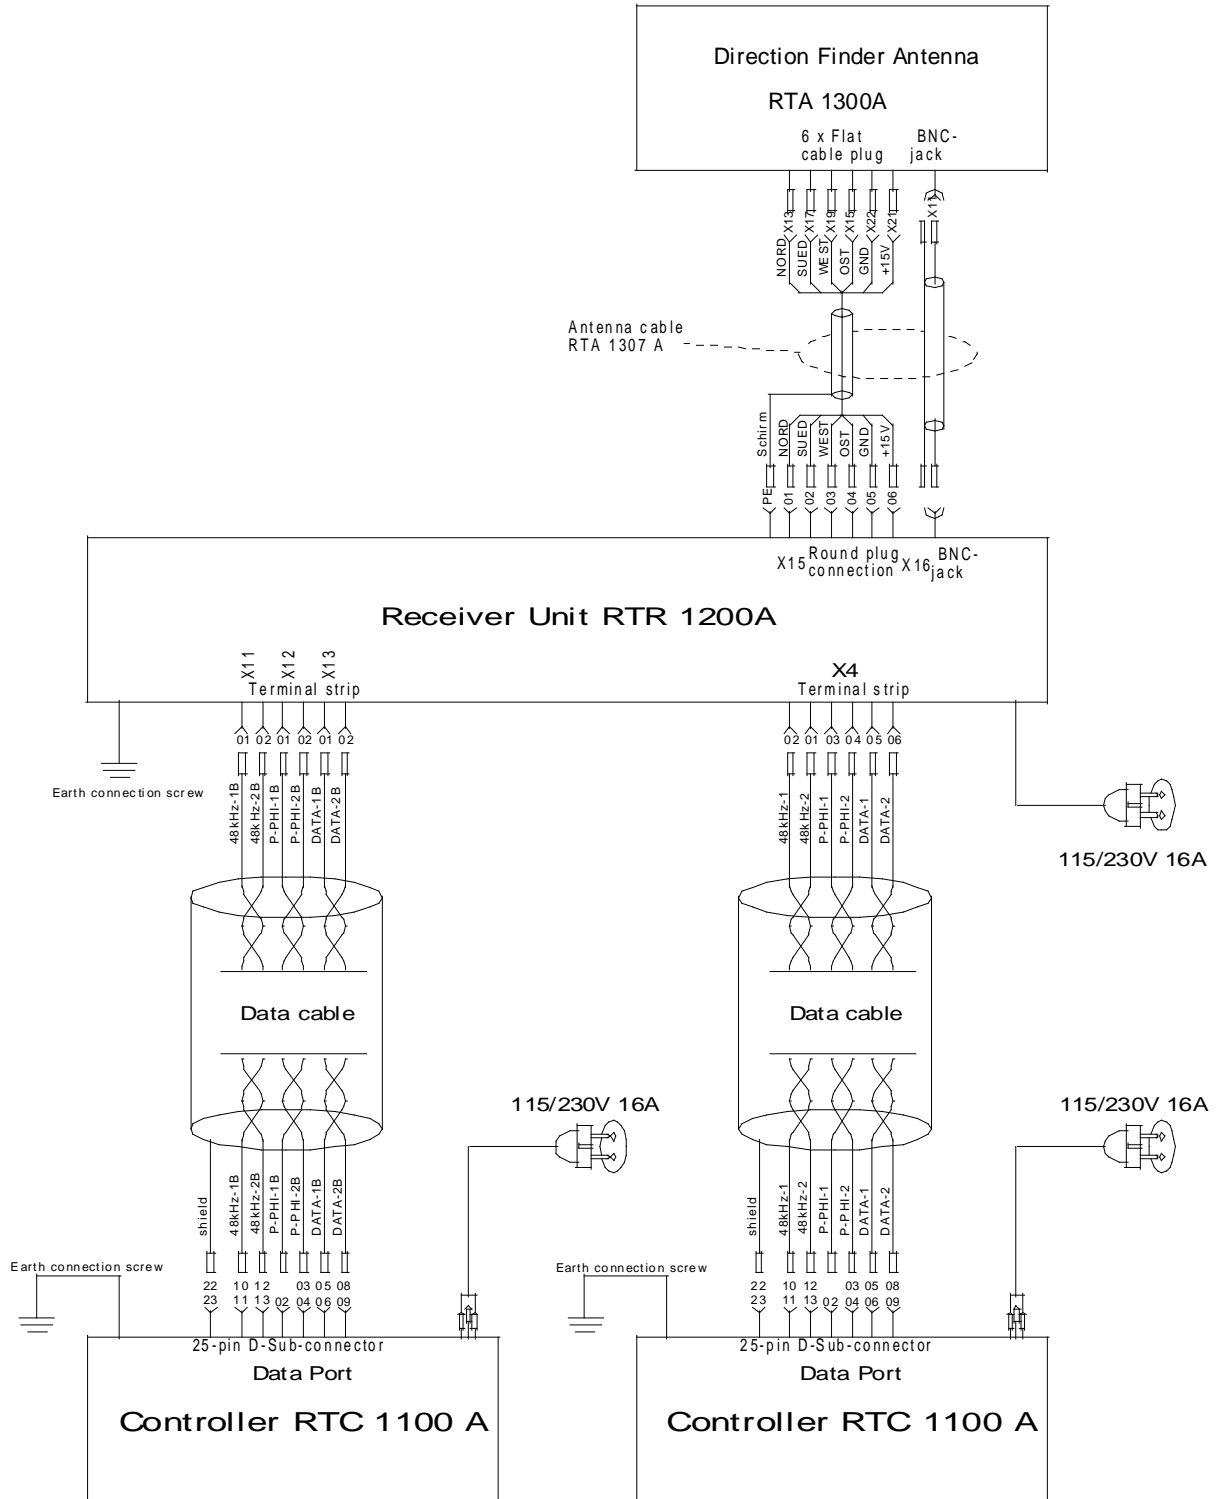 Direction Finder Antenna
RTA 1300A
6 x Flat
cable plug
BNC-
jack
X13
X17
X19
X15
X22
X21
X11
NORD
SUED
WEST
OST
GND
+15V
Antenna cable
RTA 1307 A
Schirm
NORD
SUED
WEST
OST
GND
+15V
PE
01
02
03
04
05
06
X15
Round plug
connection
X16
BNC-
jack
Receiver Unit RTR 1200A
X11
X12
X13
Terminal strip
X4
Terminal strip
01 02 01 02 01 02
02 01 03 04 05 06
Earth connection screw
48kHz-1B
48kHz-2B
P-PHI-1B
P-PHI-2B
DATA-1B
DATA-2B
48kHz-1
48kHz-2
P-PHI-1
P-PHI-2
DATA-1
DATA-2
115/230V 16A
Data cable
Data cable
115/230V 16A
115/230V 16A
shield
48kHz-1B
48kHz-2B
P-PHI-1B
P-PHI-2B
DATA-1B
DATA-2B
shield
48kHz-1
48kHz-2
P-PHI-1
P-PHI-2
DATA-1
DATA-2
Earth connection screw
Earth connection screw
22 10 12 03 05 08
23 11 13 02 04 06 09
22 10 12 03 05 08
23 11 13 02 04 06 09
25-pin D-Sub-connector
Data Port
Controller RTC 1100 A
25-pin D-Sub-connector
Data Port
Controller RTC 1100 A